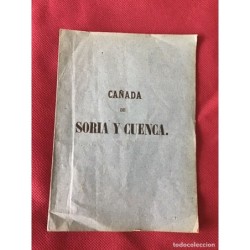 CAÑADA
DE
SORIA Y CUENCA.
todocoleccion